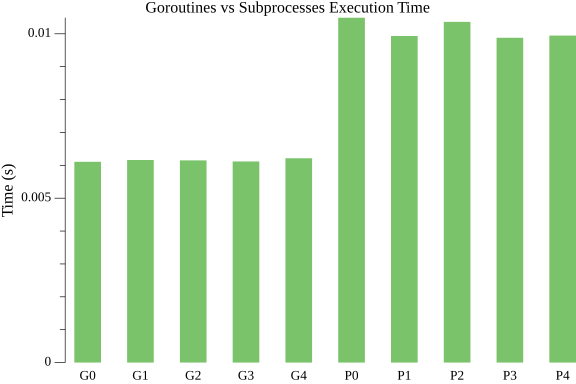 Goroutines vs Subprocesses Execution Time
Time (s)
0.01
0.005
0
G0 G1 G2 G3 G4 P0 P1 P2 P3 P4